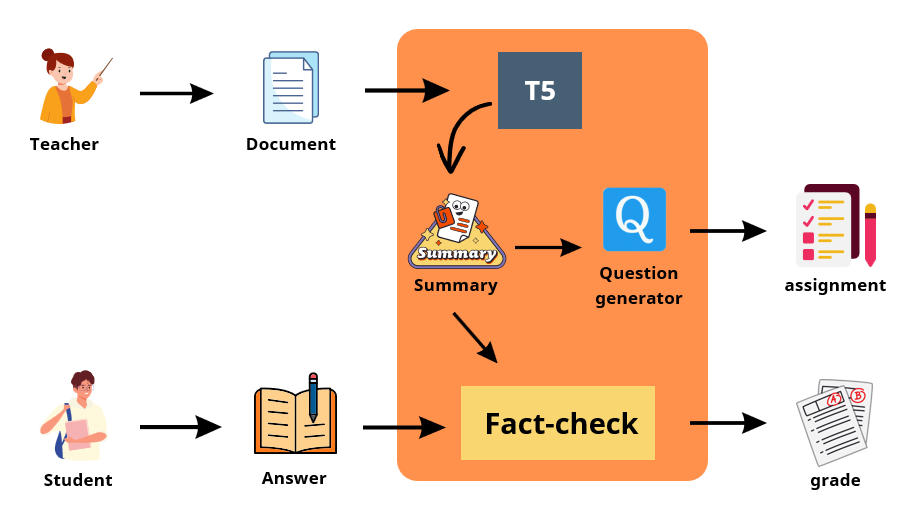 T5
Teacher
Document
Q
Summary
Summary
Question
generator
assignment
A+
B
Fact-check
Student
Answer
grade